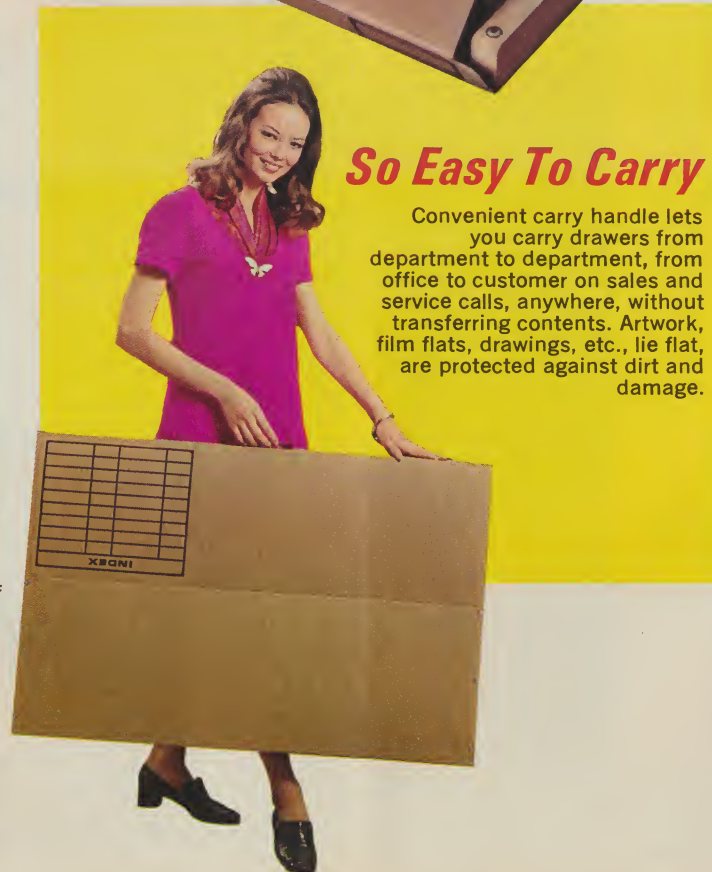 So Easy To Carry
Convenient carry handle lets
you carry drawers from
department to department, from
office to customer on sales and
service calls, anywhere, without
transferring contents. Artwork,
film flats, drawings, etc., lie flat,
are protected against dirt and
damage.
INDEX